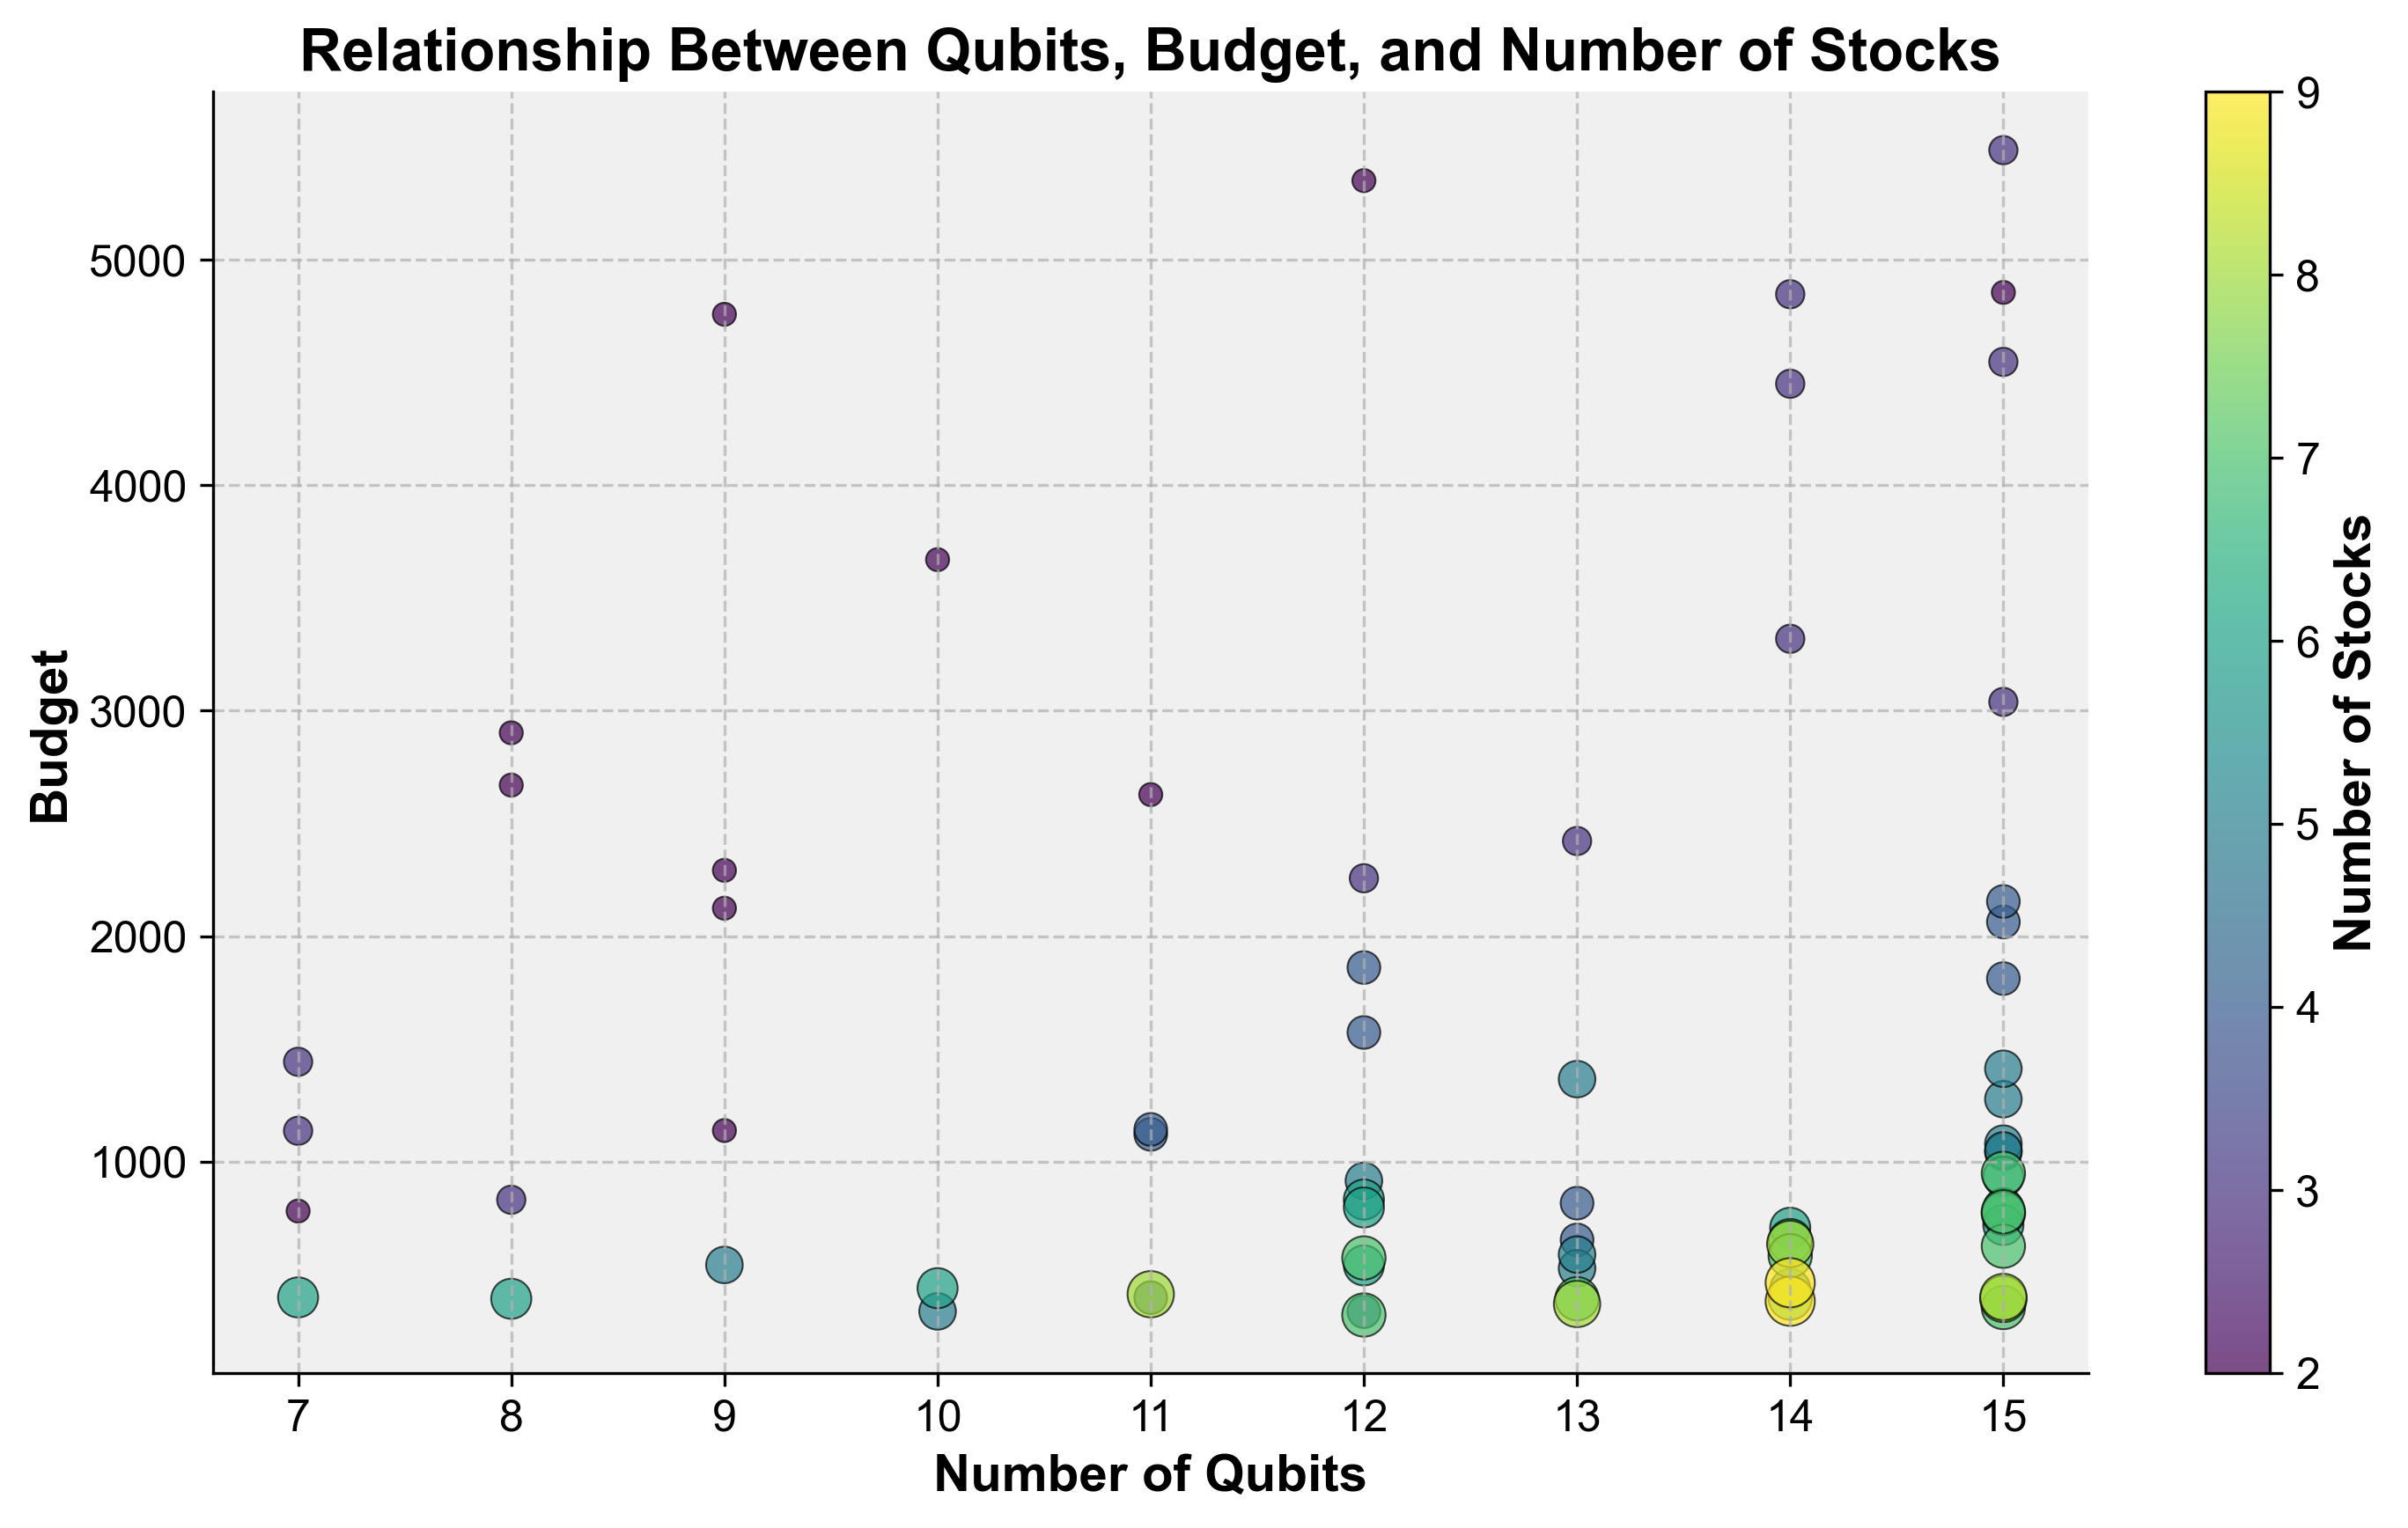 Relationship Between Qubits, Budget, and Number of Stocks
Budget
5000
4000
3000
2000
1000
7 8 9 10 11 12 13 14 15
Number of Qubits
9
8
7
6
5
4
3
2
Number of Stocks